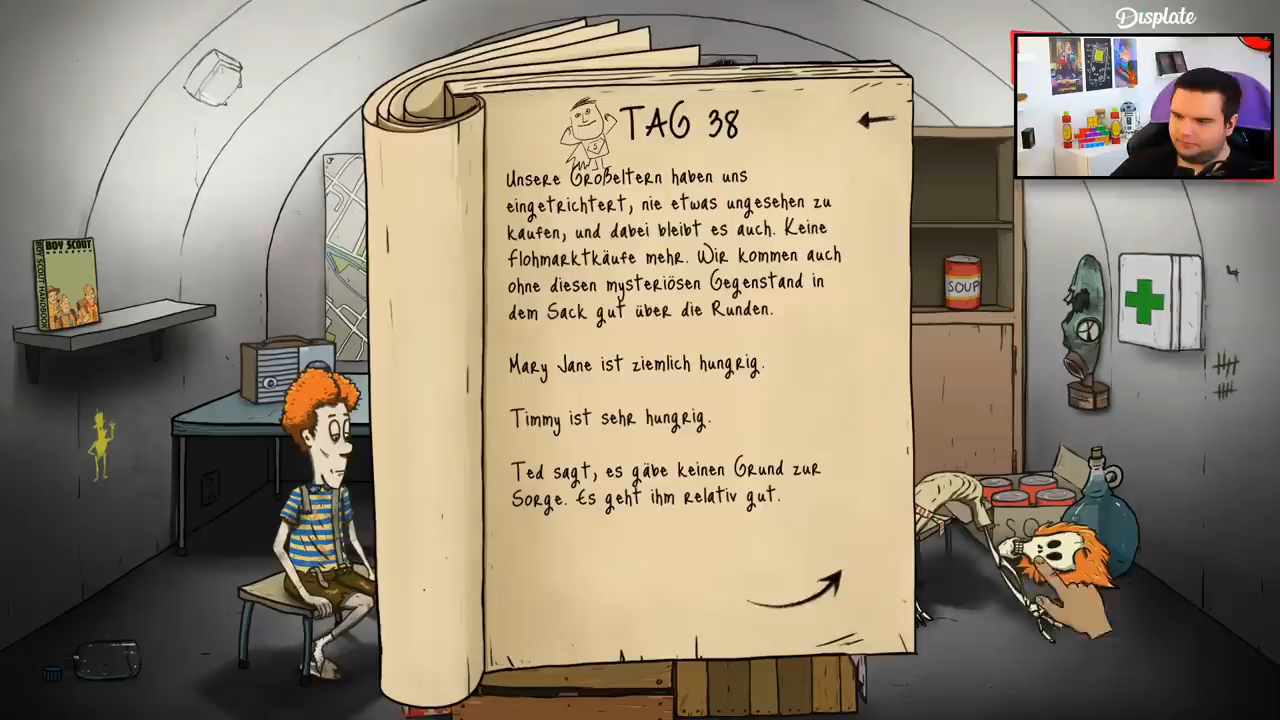 Displate
TAG 38
Unsere Großeltern haben uns
eingetrichtert, nie etwas ungesehen zu
kaufen, und dabei bleibt es auch. Keine
Flohmarktkäufe mehr. Wir kommen auch
ohne diesen mysteriösen Gegenstand in
dem Sack gut über die Runden.
Mary Jane ist ziemlich hungrig.
Timmy ist sehr hungrig.
Ted sagt, es gäbe keinen Grund zur
Sorge. Es geht ihm relativ gut.
BOY SCOUT
BOY SCOUT HANDBOOK
SOUP
S